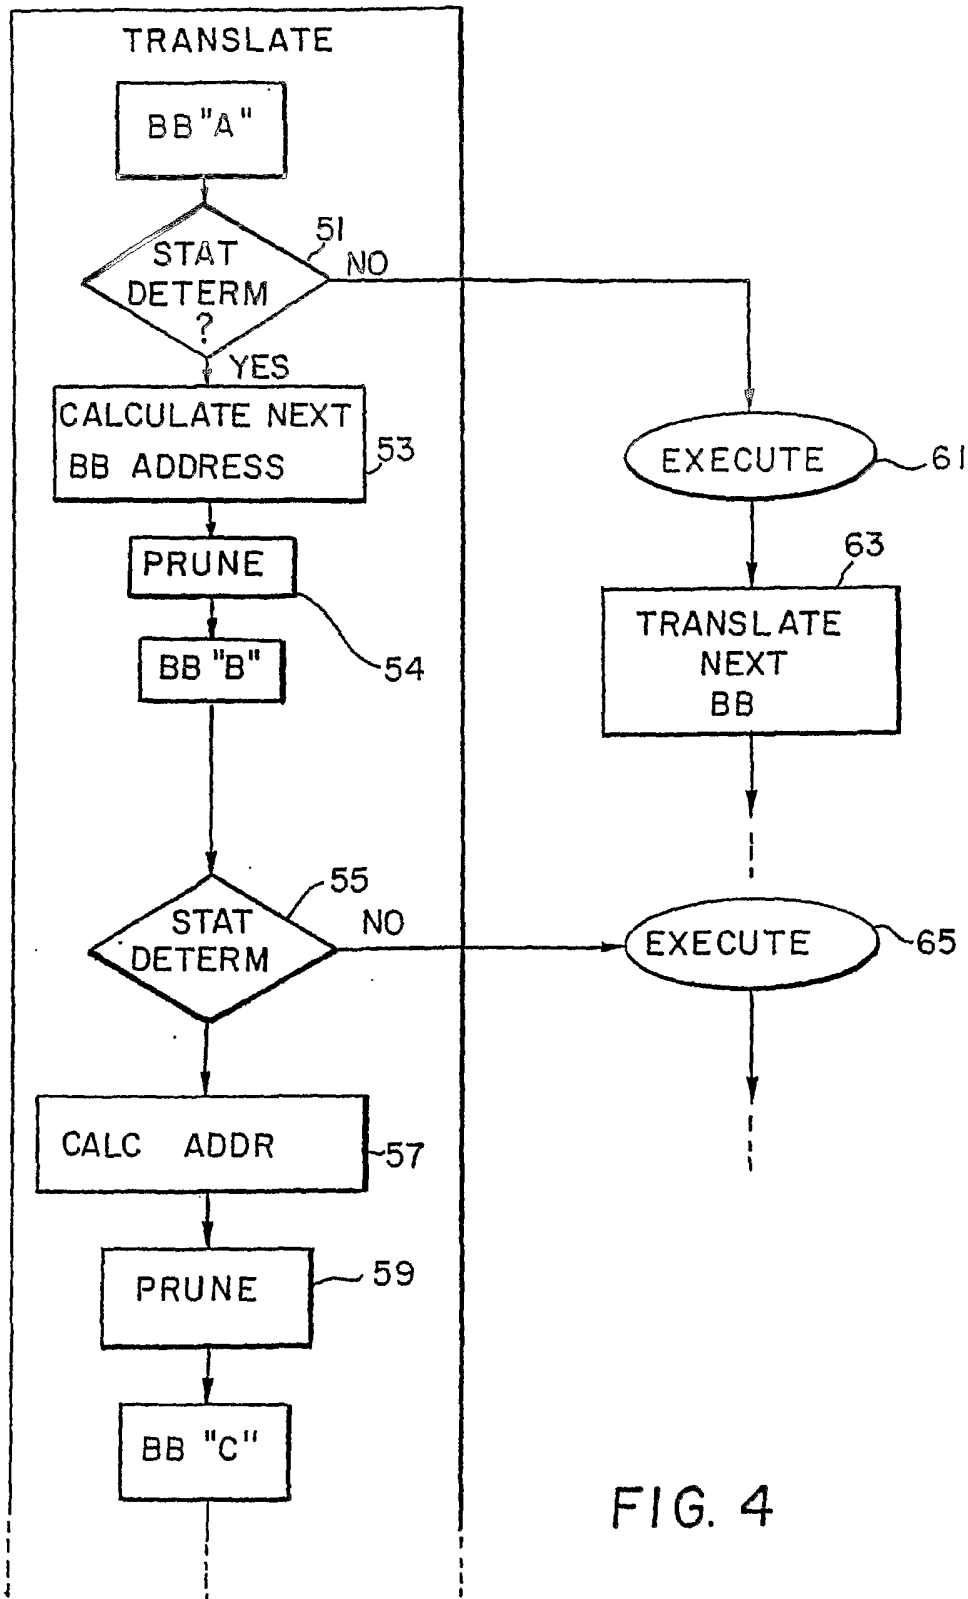 TRANSLATE
BB "A"
51
STAT
DETERM
?
NO
YES
CALCULATE NEXT
BB ADDRESS
53
PRUNE
54
BB "B"
EXECUTE
61
63
TRANSLATE
NEXT
BB
55
STAT
DETERM
NO
EXECUTE
65
CALC ADDR
57
PRUNE
59
BB "C"
FIG. 4